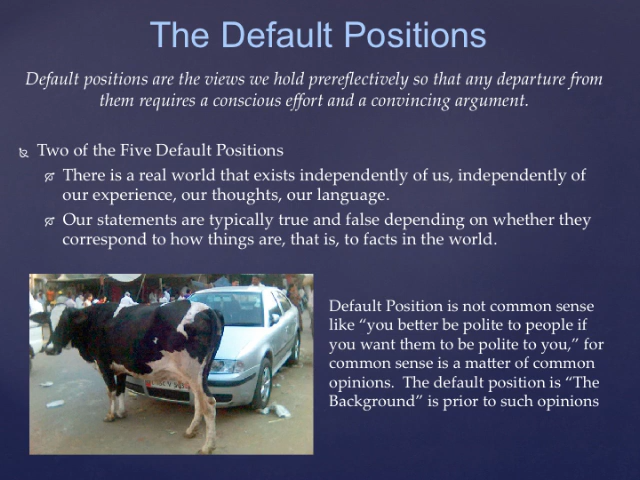 The Default Positions
Default positions are the views we hold prereflectively so that any departure from
them requires a conscious effort and a convincing argument.
Two of the Five Default Positions
There is a real world that exists independently of us, independently of
our experience, our thoughts, our language.
Our statements are typically true and false depending on whether they
correspond to how things are, that is, to facts in the world.
Default Position is not common sense
like “you better be polite to people if
you want them to be polite to you,” for
common sense is a matter of common
opinions.  The default position is “The
Background” is prior to such opinions